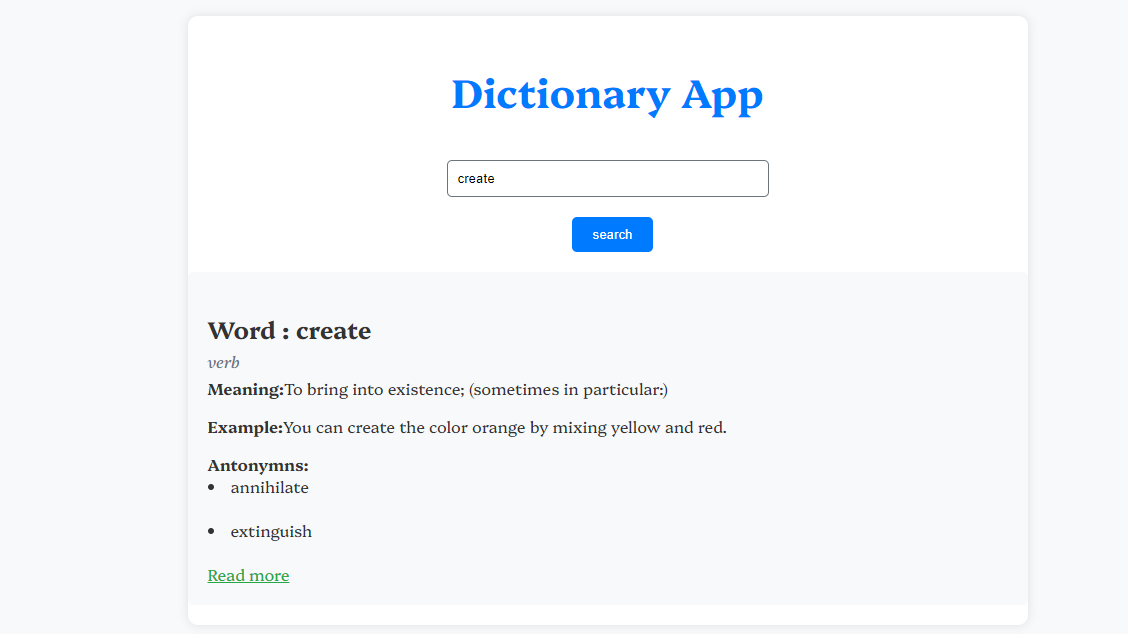 Dictionary App
create
search
Word : create
verb
Meaning:To bring into existence; (sometimes in particular:)
Example:You can create the color orange by mixing yellow and red.
Antonymns:
• annihilate
• extinguish
Read more